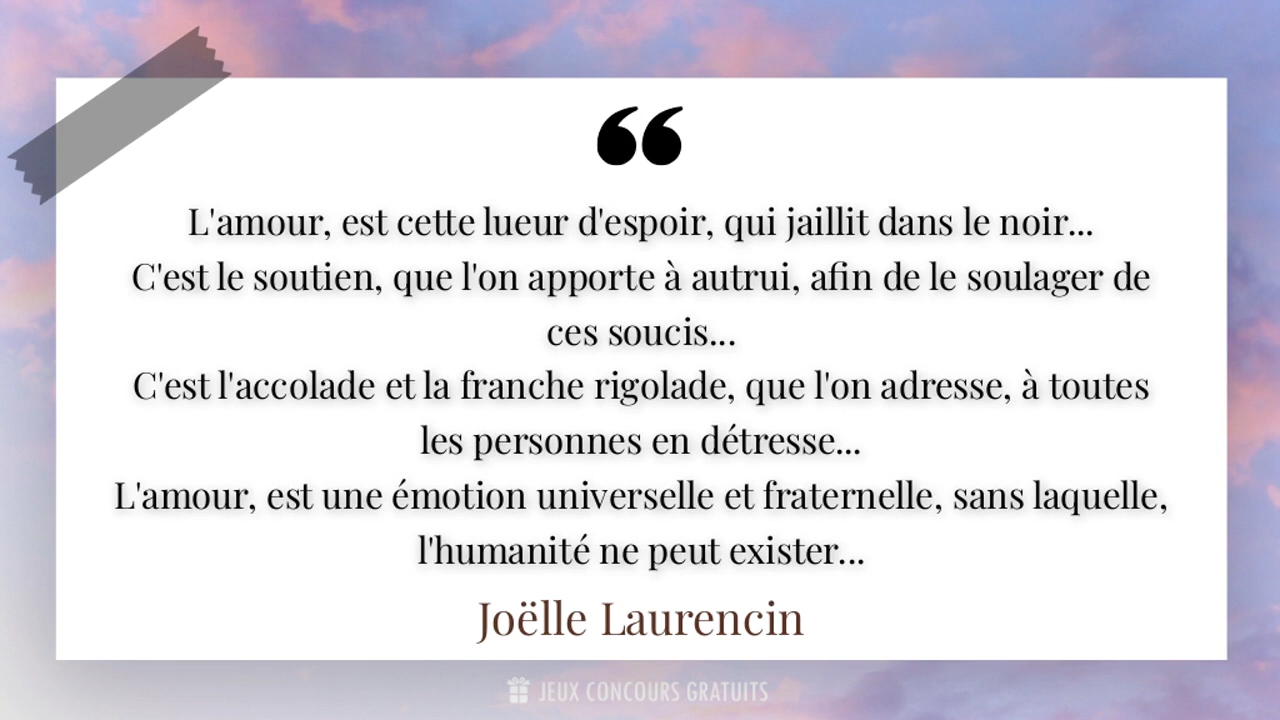 “
L'amour, est cette lueur d'espoir, qui jaillit dans le noir...
C'est le soutien, que l'on apporte à autrui, afin de le soulager de
ces soucis...
C'est l'accolade et la franche rigolade, que l'on adresse, à toutes
les personnes en détresse...
L'amour, est une émotion universelle et fraternelle, sans laquelle,
l'humanité ne peut exister...
Joëlle Laurencin
JEUX CONCOURS GRATUITS